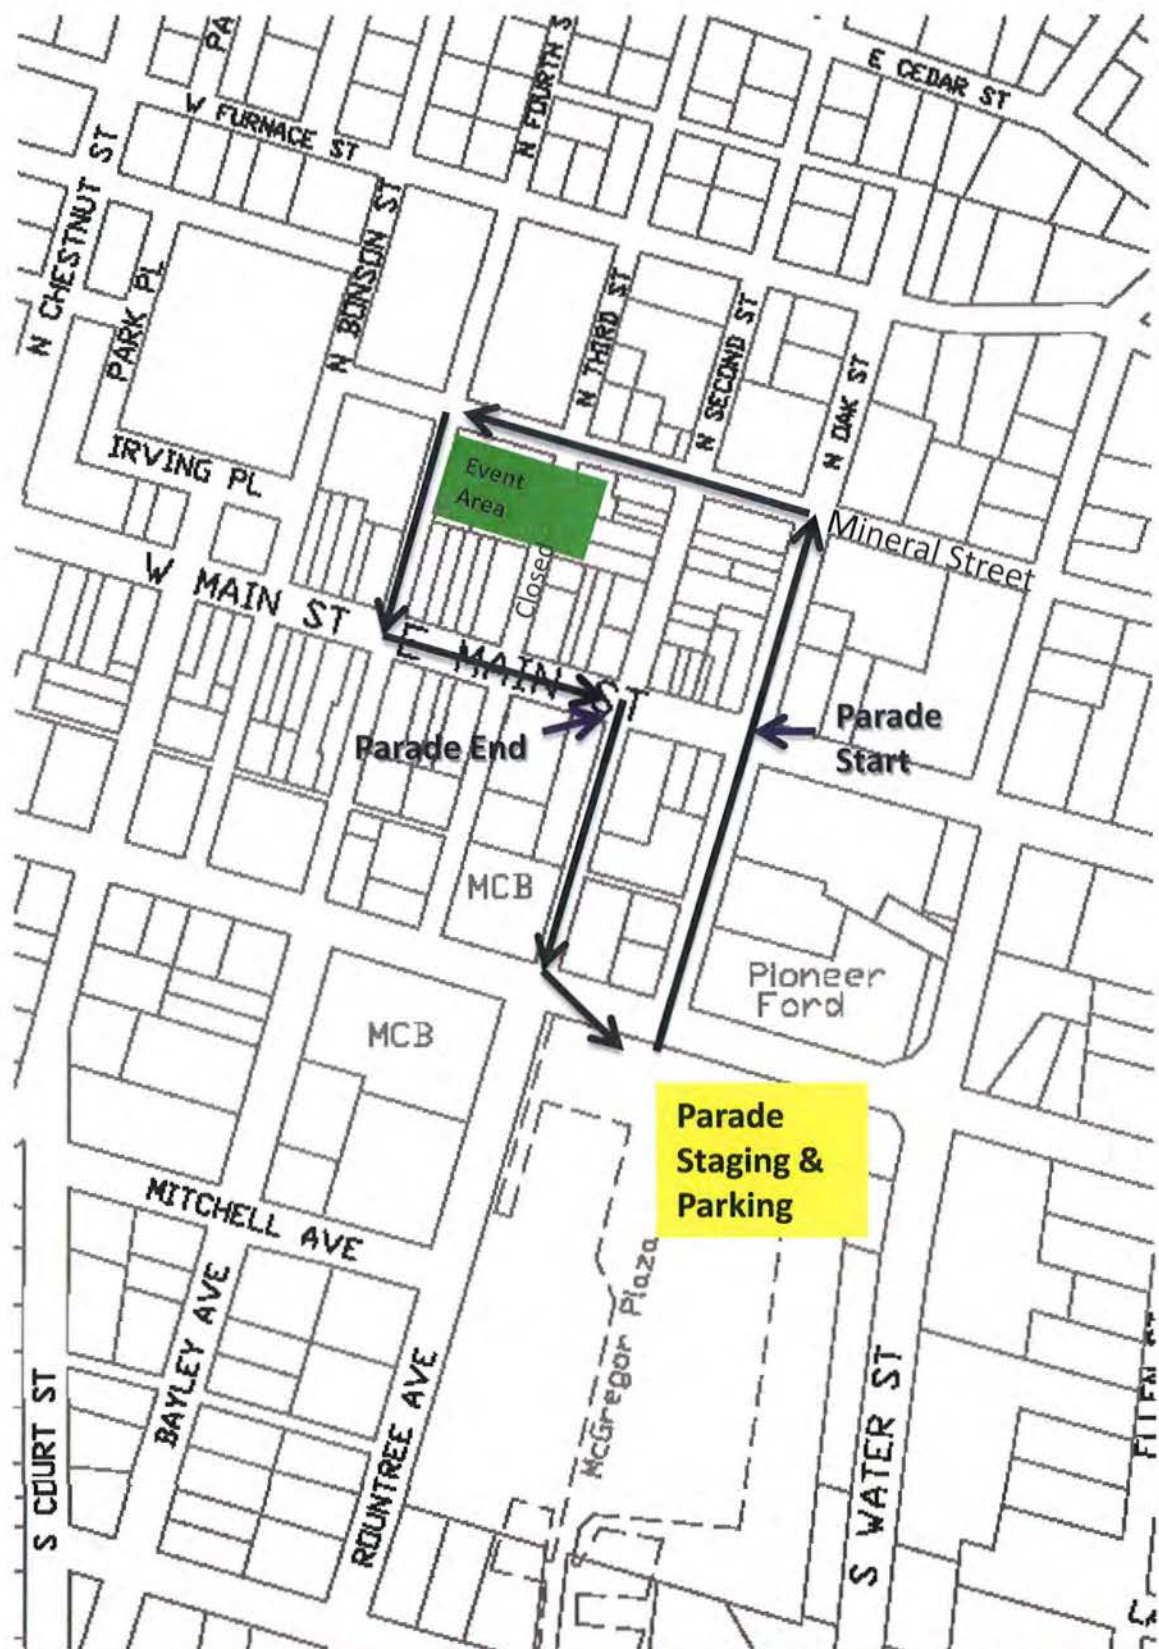 PA
W FURNACE ST
N FOURTH S
E CEDAR ST
N CHESTNUT ST
PARK PL
N BONSON ST
N THIRD ST
N SECOND ST
N OAK ST
IRVING PL
Event
Area
Closed
Mineral Street
W MAIN ST
E MAIN ST
Parade End
Parade
Start
MCB
Pioneer
Ford
MCB
Parade
Staging &
Parking
MITCHELL AVE
McGregor Plaza
BAYLEY AVE
ROUNTREE AVE
S COURT ST
S WATER ST